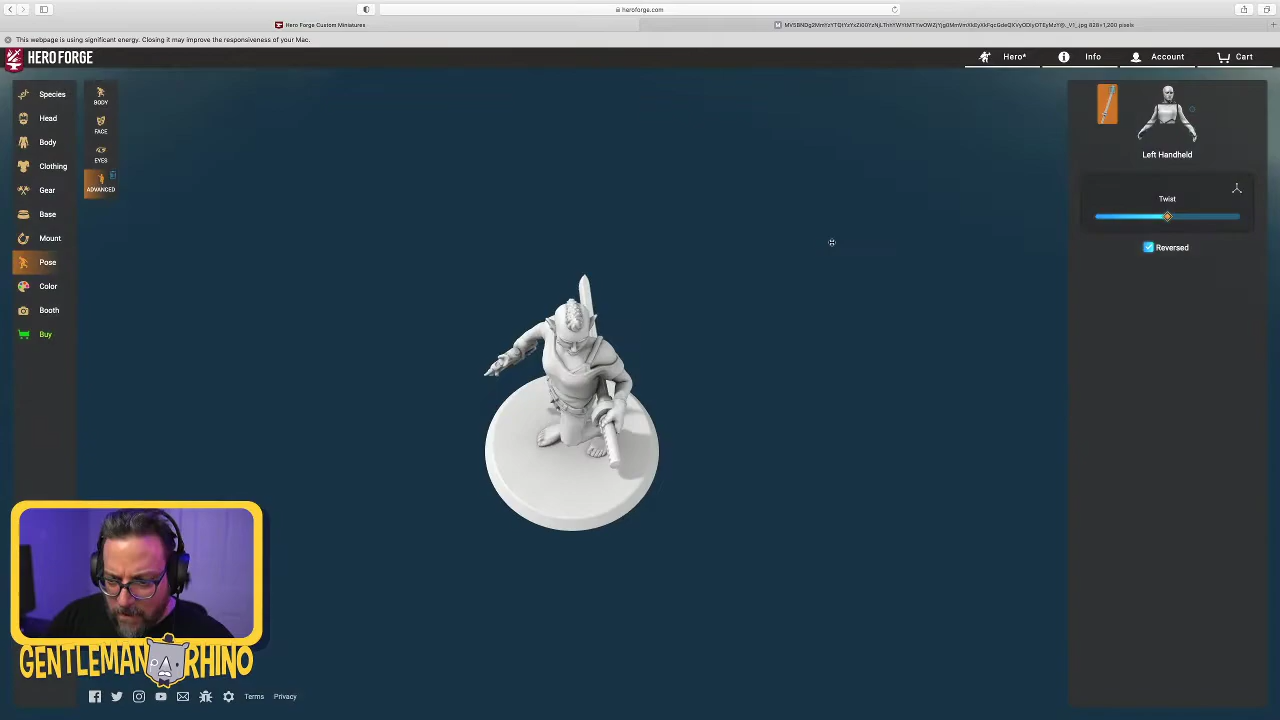 heroforge.com
Hero Forge Custom Miniatures
This webpage is using significant energy. Closing it may improve the responsiveness of your Mac.
HERO FORGE
Hero*
Info
Account
Cart
Species
Head
Body
Clothing
Gear
Base
Mount
Pose
Color
Booth
Buy
BODY
FACE
EYES
ADVANCED
Left Handheld
Twist
Reversed
GENTLEMAN RHINO
Terms
Privacy